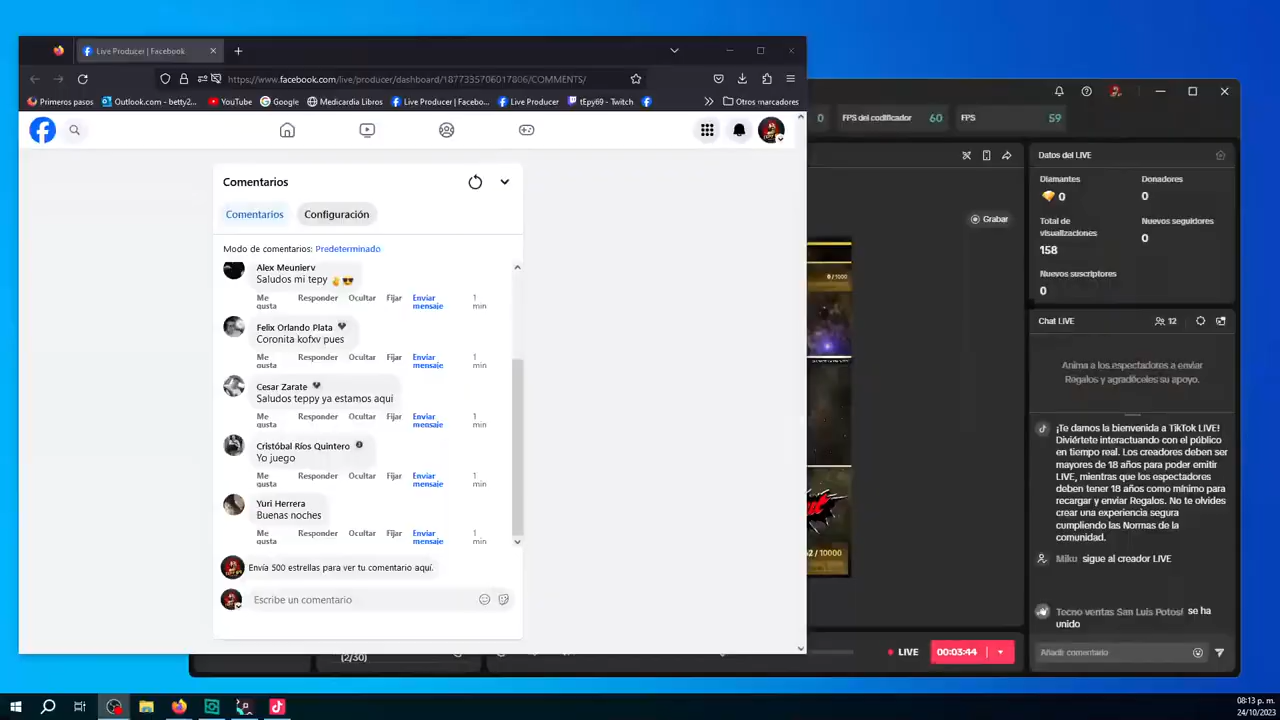 Live Producer | Facebook
https://www.facebook.com/live/producer/dashboard/1877335706017806/COMMENTS/
Primeros pasos
Outlook.com - betty2...
YouTube
Google
Medicardia Libros
Live Producer | Facebo...
Live Producer
tEpy69 - Twitch
Otros marcadores
Comentarios
Comentarios
Configuración
Modo de comentarios: Predeterminado
Alex Meunierv
Saludos mi tepy
Me gusta Responder Ocultar Fijar Enviar mensaje 1 min
Felix Orlando Plata
Coronita kofxv pues
Me gusta Responder Ocultar Fijar Enviar mensaje 1 min
Cesar Zarate
Saludos teppy ya estamos aquí
Me gusta Responder Ocultar Fijar Enviar mensaje 1 min
Cristóbal Ríos Quintero
Yo juego
Me gusta Responder Ocultar Fijar Enviar mensaje 1 min
Yuri Herrera
Buenas noches
Me gusta Responder Ocultar Fijar Enviar mensaje 1 min
Envía 500 estrellas para ver tu comentario aquí.
Escribe un comentario
0
FPS del codificador 60
FPS 59
Grabar
0/1000
2/10000
(2/30)
LIVE
00:03:44
Datos del LIVE
Diamantes
0
Donadores
0
Total de visualizaciones
158
Nuevos seguidores
0
Nuevos suscriptores
0
Chat LIVE
12
Anima a los espectadores a enviar
Regalos y agradéceles su apoyo.
¡Te damos la bienvenida a TikTok LIVE!
Diviértete interactuando con el público
en tiempo real. Los creadores deben ser
mayores de 18 años para poder emitir
LIVE, mientras que los espectadores
deben tener 18 años como mínimo para
recargar y enviar Regalos. No te olvides
crear una experiencia segura
cumpliendo las Normas de la
comunidad.
Miku sigue al creador LIVE
Tecno ventas San Luis Potosí se ha
unido
Añadir comentario
08:13 p. m.
24/10/2023